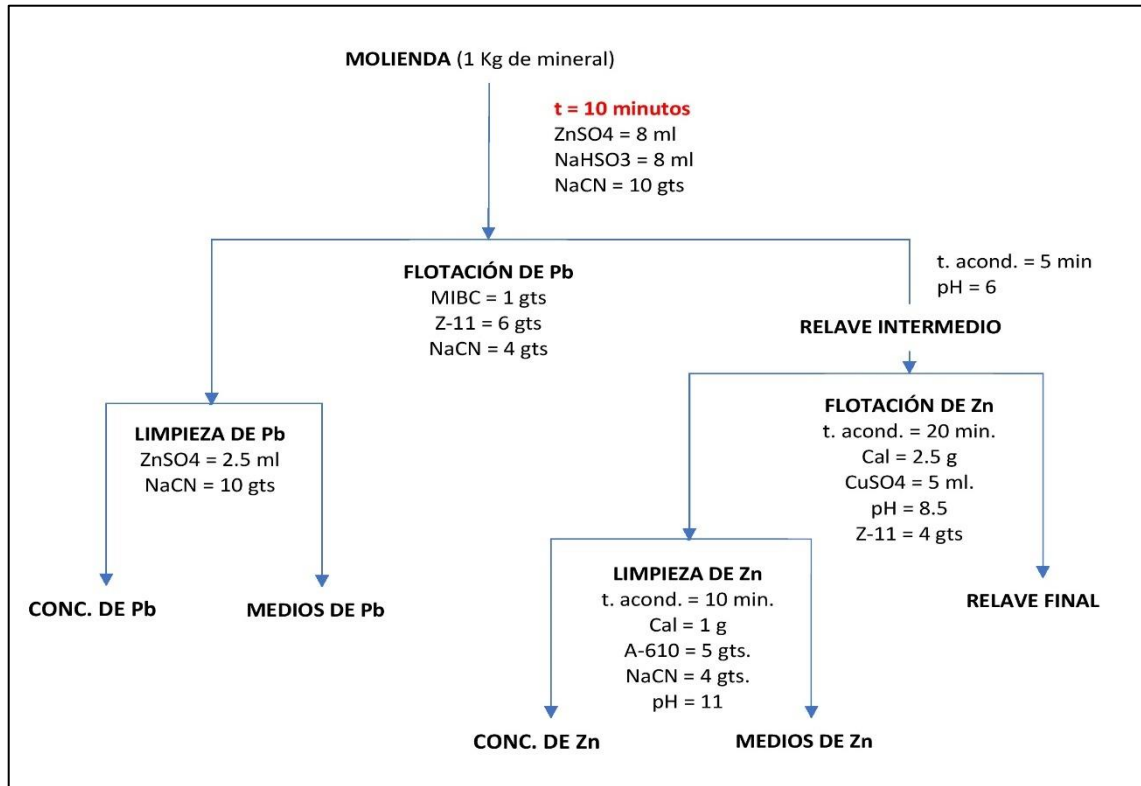 MOLIENDA (1 Kg de mineral)
t = 10 minutos
ZnSO4 = 8 ml
NaHSO3 = 8 ml
NaCN = 10 gts
FLOTACIÓN DE Pb
MIBC = 1 gts
Z-11 = 6 gts
NaCN = 4 gts
t. acond. = 5 min
pH = 6
RELAVE INTERMEDIO
LIMPIEZA DE Pb
ZnSO4 = 2.5 ml
NaCN = 10 gts
FLOTACIÓN DE Zn
t. acond. = 20 min.
Cal = 2.5 g
CuSO4 = 5 ml.
pH = 8.5
Z-11 = 4 gts
CONC. DE Pb
MEDIOS DE Pb
LIMPIEZA DE Zn
t. acond. = 10 min.
Cal = 1 g
A-610 = 5 gts.
NaCN = 4 gts.
pH = 11
RELAVE FINAL
CONC. DE Zn
MEDIOS DE Zn